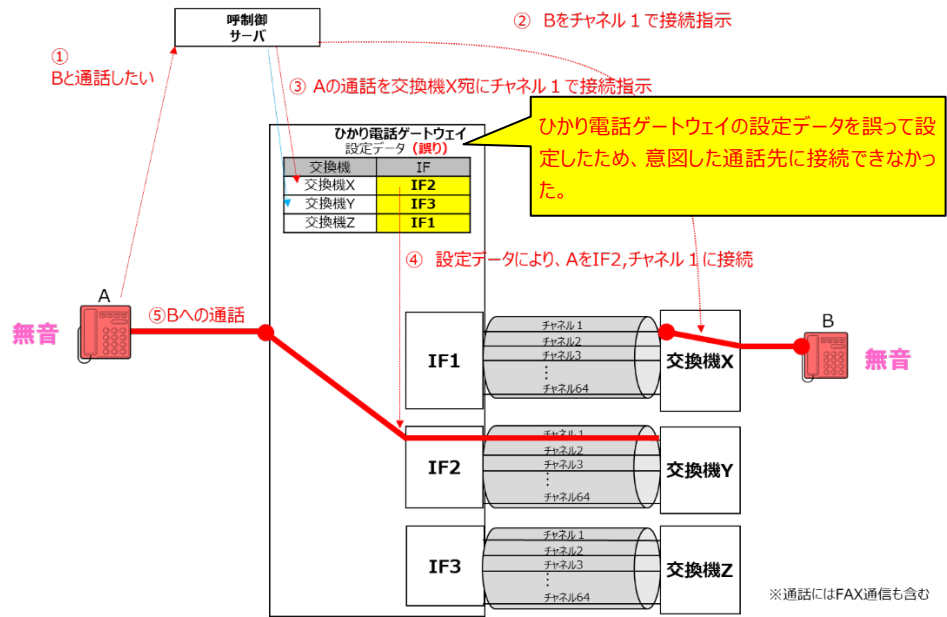 呼制御
サーバ
② Bをチャネル１で接続指示
①
Bと通話したい
③ Aの通話を交換機X宛にチャネル１で接続指示
ひかり電話ゲートウェイの設定データを誤って設
定したため、意図した通話先に接続できなかっ
た。
ひかり電話ゲートウェイ
設定データ（誤り）
交換機 IF
交換機X IF2
交換機Y IF3
交換機Z IF1
④ 設定データにより、AをIF2,チャネル１に接続
A
無音
⑤Bへの通話
IF1
チャネル１
チャネル2
チャネル3
⋮
チャネル64
交換機X
B
無音
IF2
チャネル１
チャネル2
チャネル3
⋮
チャネル64
交換機Y
IF3
チャネル１
チャネル2
チャネル3
⋮
チャネル64
交換機Z
※通話にはFAX通信も含む